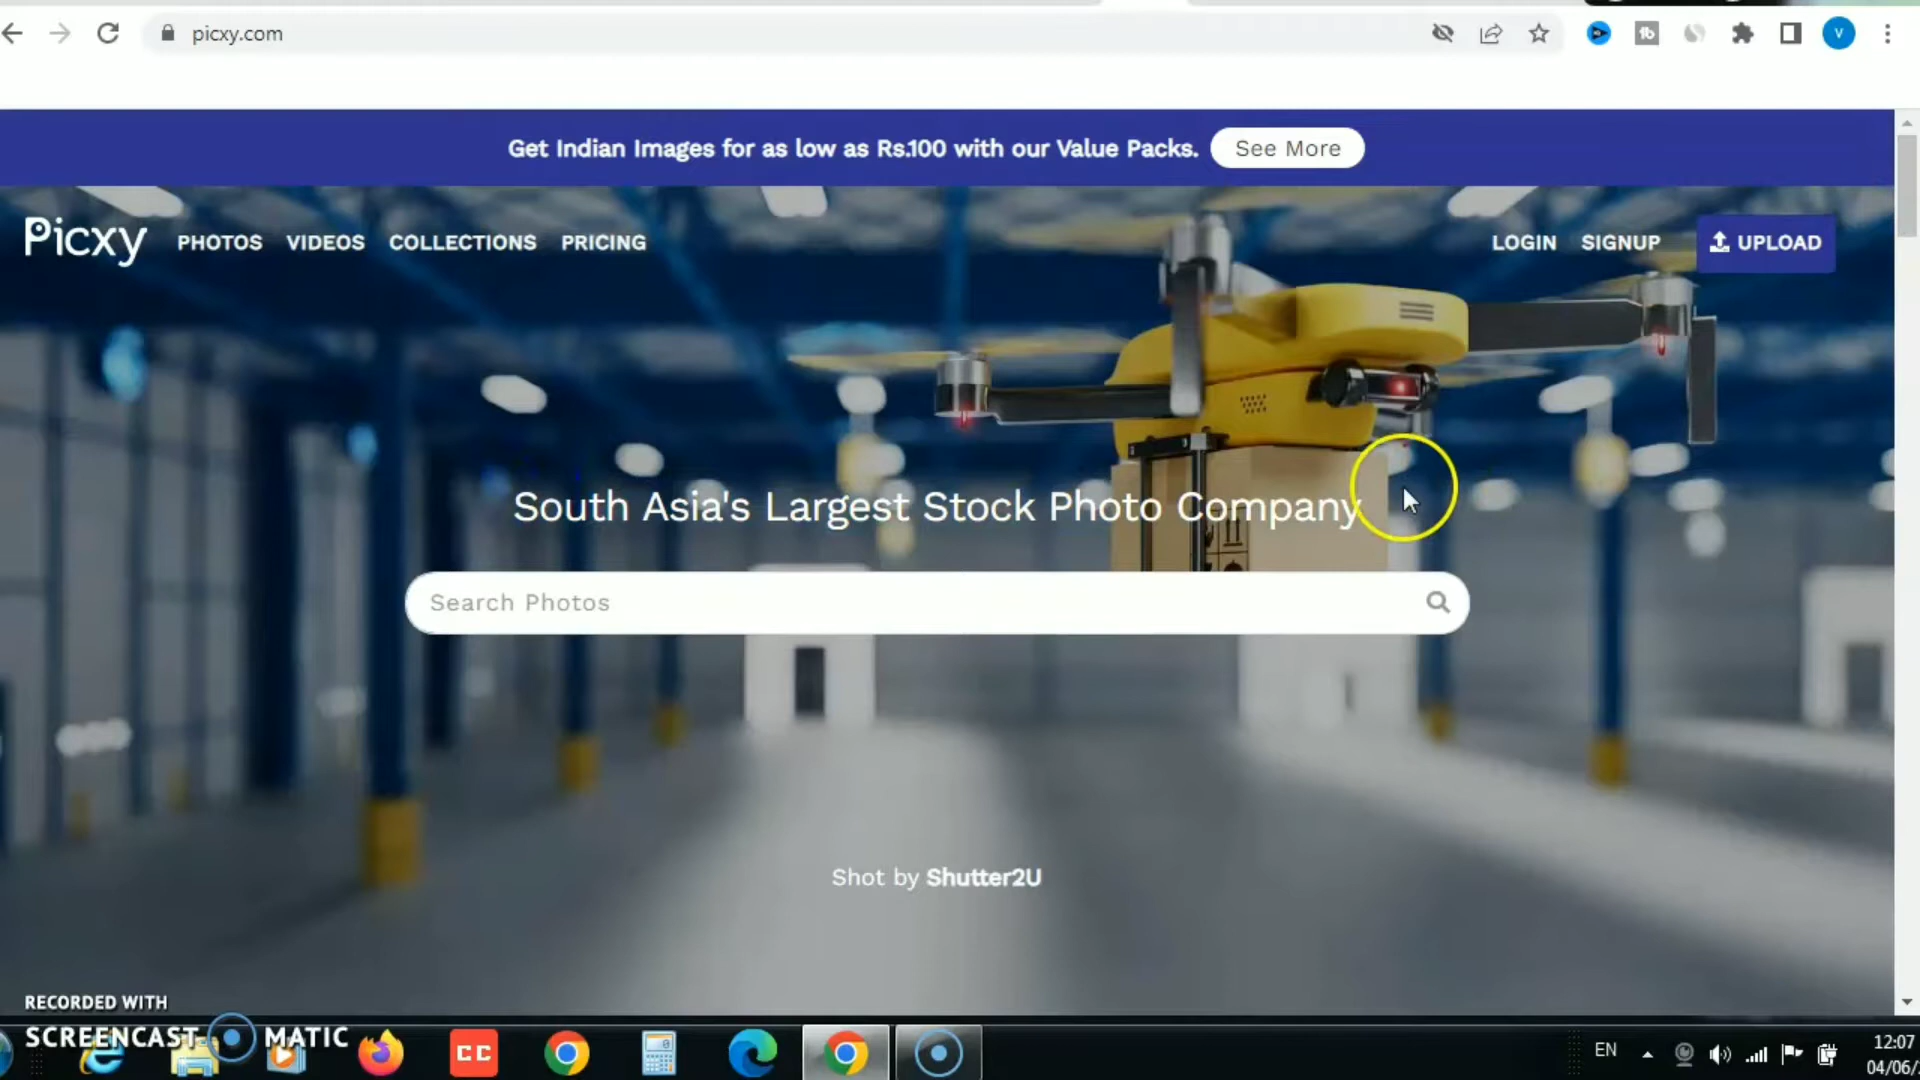 picxy.com
V
Get Indian Images for as low as Rs.100 with our Value Packs. See More
Picxy PHOTOS VIDEOS COLLECTIONS PRICING LOGIN SIGNUP UPLOAD
South Asia's Largest Stock Photo Company
Search Photos
Shot by Shutter2U
RECORDED WITH
SCREENCAST MATIC
CC
EN
12:07
04/06/